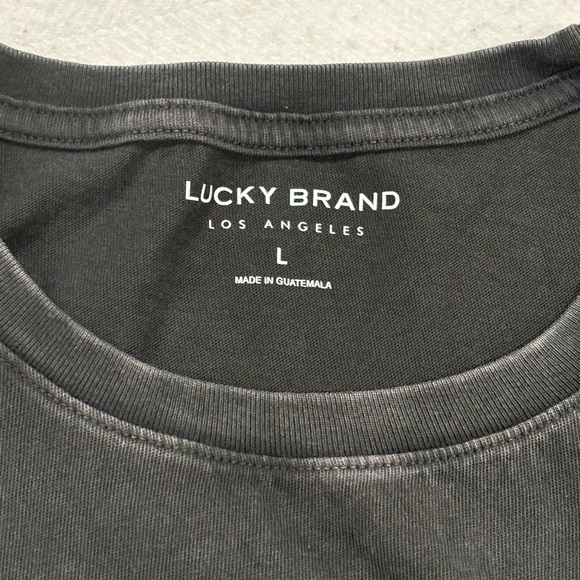 LUCKY BRAND
LOS ANGELES
L
MADE IN GUATEMALA